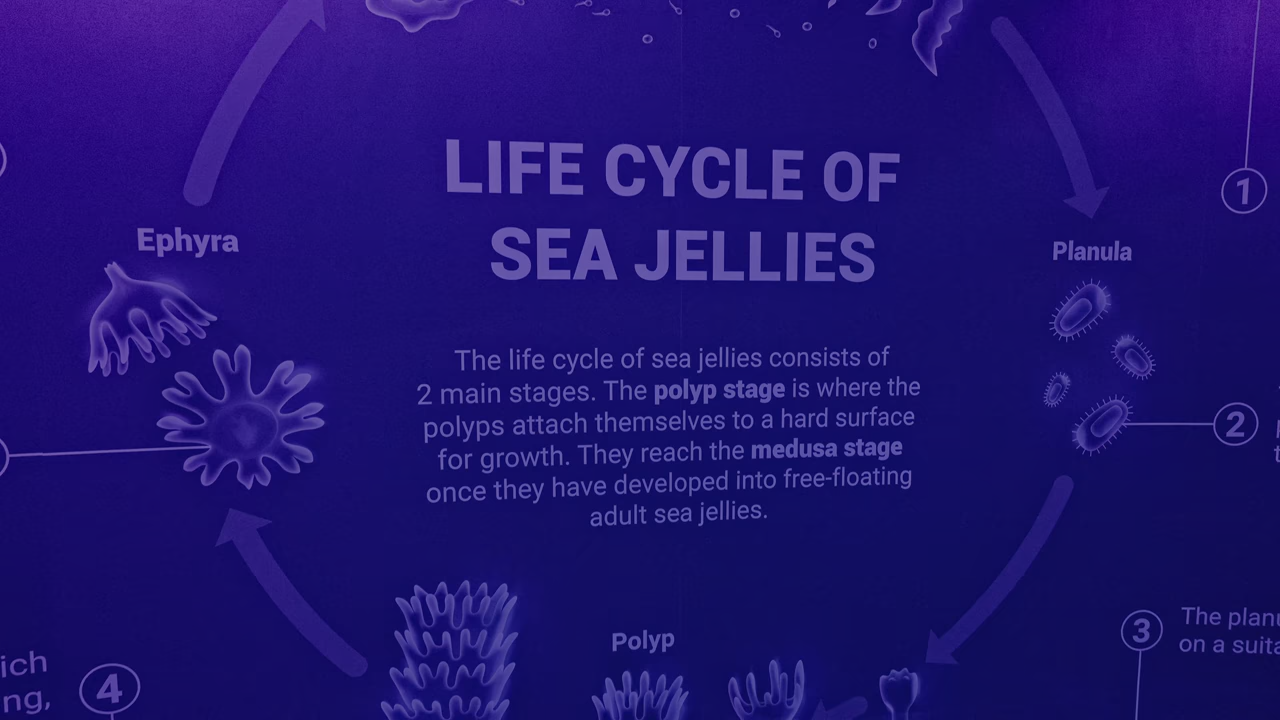 LIFE CYCLE OF
SEA JELLIES
1
Ephyra
Planula
The life cycle of sea jellies consists of
2 main stages. The polyp stage is where the
polyps attach themselves to a hard surface
for growth. They reach the medusa stage
once they have developed into free-floating
adult sea jellies.
2
Polyp
3
The
on a
4